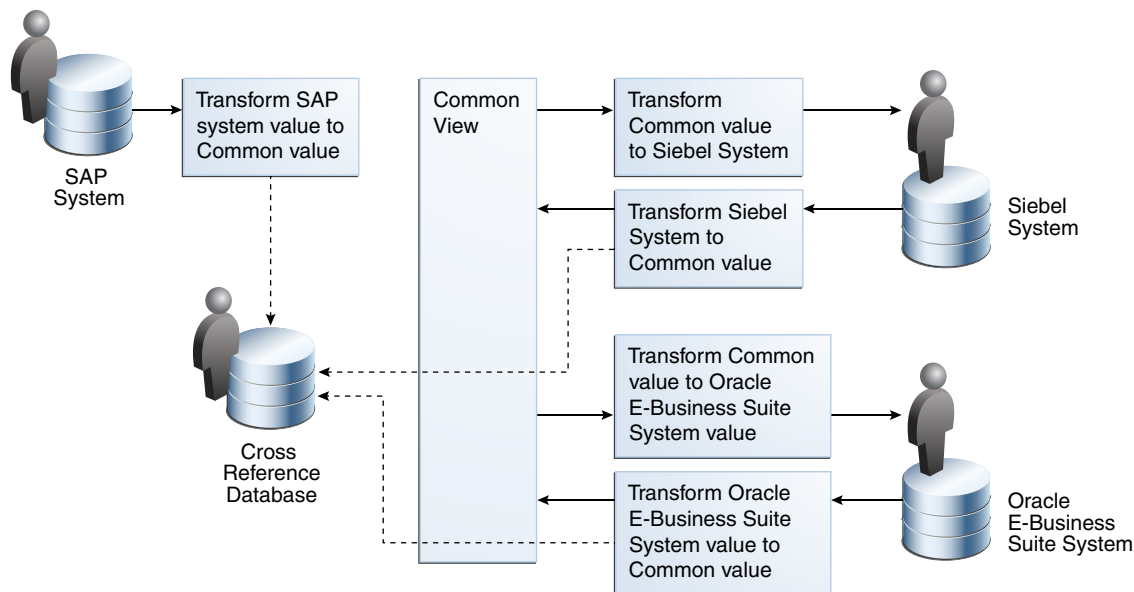 Transform SAP
system value to
Common value
SAP
System
Common
View
Transform
Common value
to Siebel System
Transform Siebel
System to
Common value
Siebel
System
Cross
Reference
Database
Transform Common
value to Oracle
E-Business Suite
System value
Transform Oracle
E-Business Suite
System value to
Common value
Oracle
E-Business
Suite System